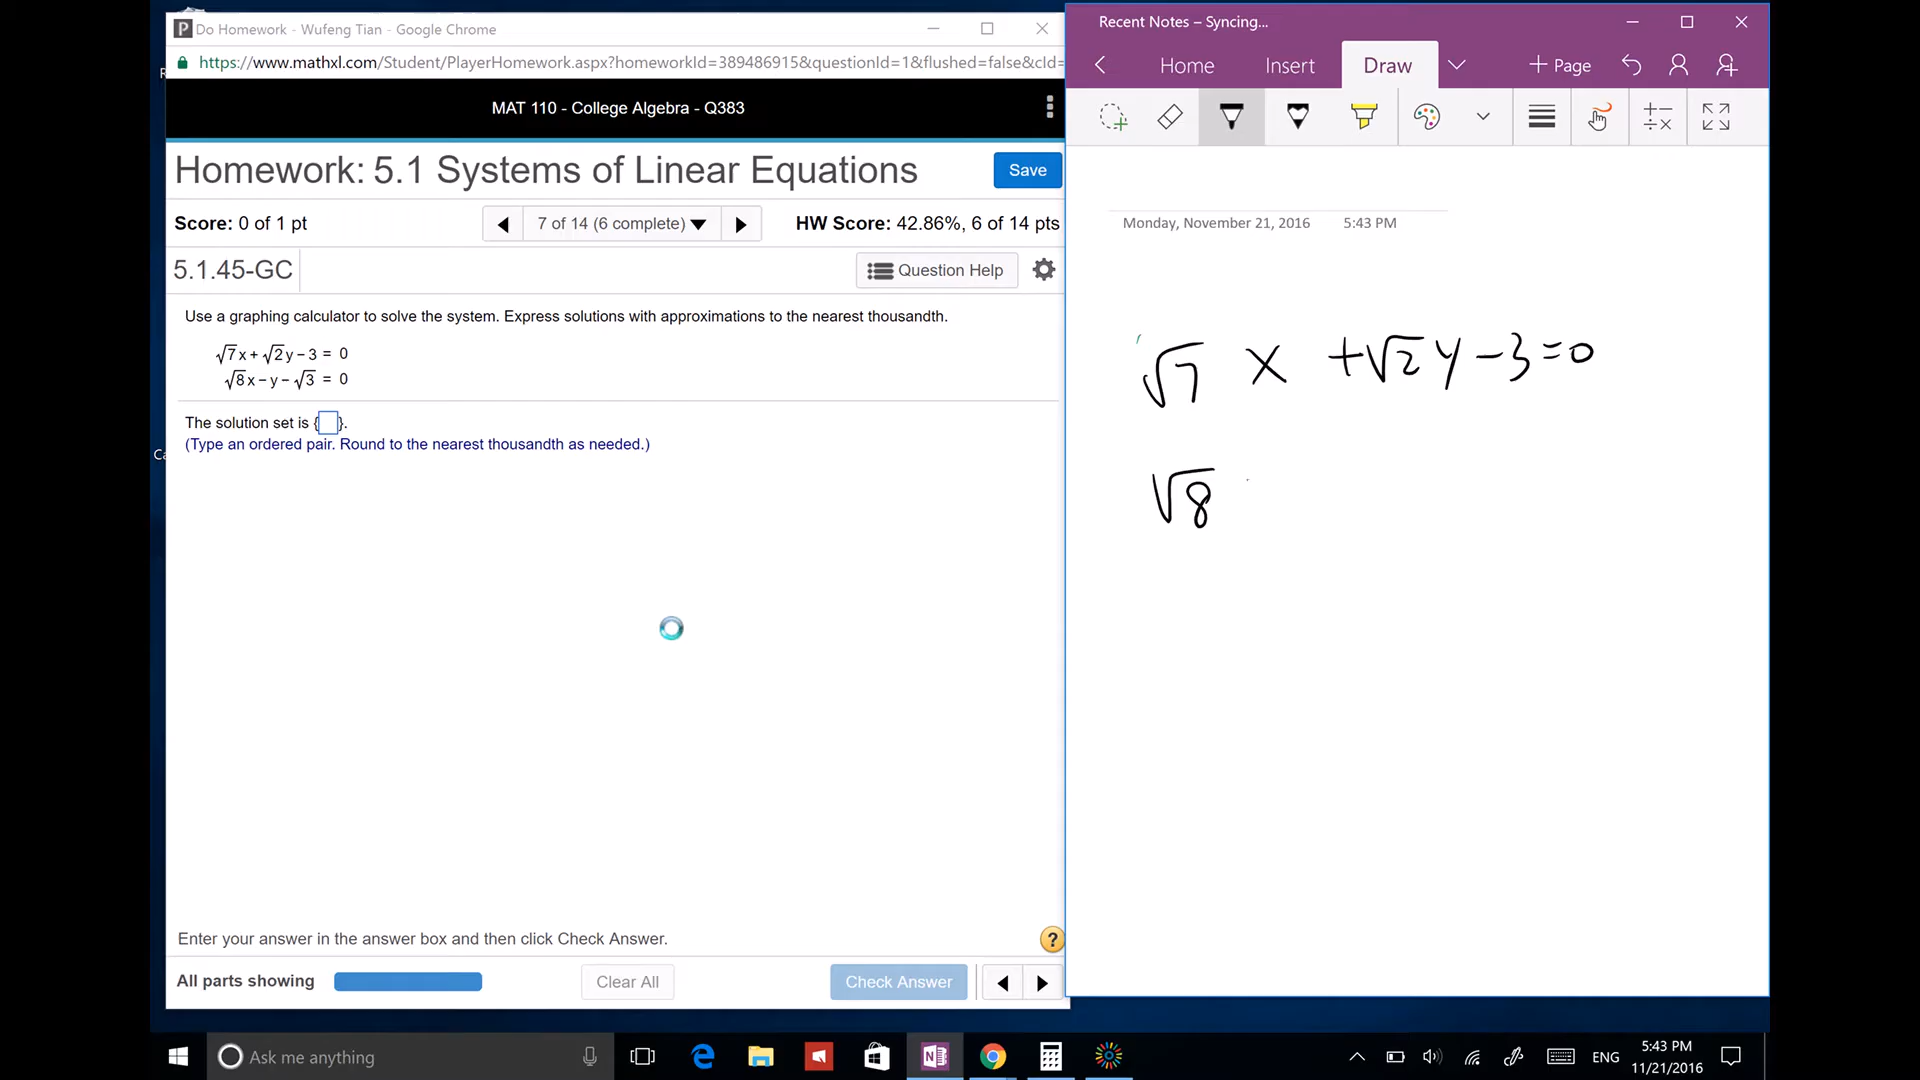 Do Homework - Wufeng Tian - Google Chrome
https://www.mathxl.com/Student/PlayerHomework.aspx?homeworkId=389486915&questionId=1&flushed=false&cId=
MAT 110 - College Algebra - Q383
Homework: 5.1 Systems of Linear Equations
Save
Score: 0 of 1 pt
7 of 14 (6 complete)
HW Score: 42.86%, 6 of 14 pts
5.1.45-GC
Question Help
Use a graphing calculator to solve the system. Express solutions with approximations to the nearest thousandth.
√7x+√2y−3 = 0
√8x−y−√3 = 0
The solution set is { }.
(Type an ordered pair. Round to the nearest thousandth as needed.)
Enter your answer in the answer box and then click Check Answer.
?
All parts showing
Clear All
Check Answer
Recent Notes – Syncing...
Home
Insert
Draw
+ Page
Monday, November 21, 2016 5:43 PM
√7 x +√2 y −3=0
√8
Ask me anything
ENG
5:43 PM
11/21/2016